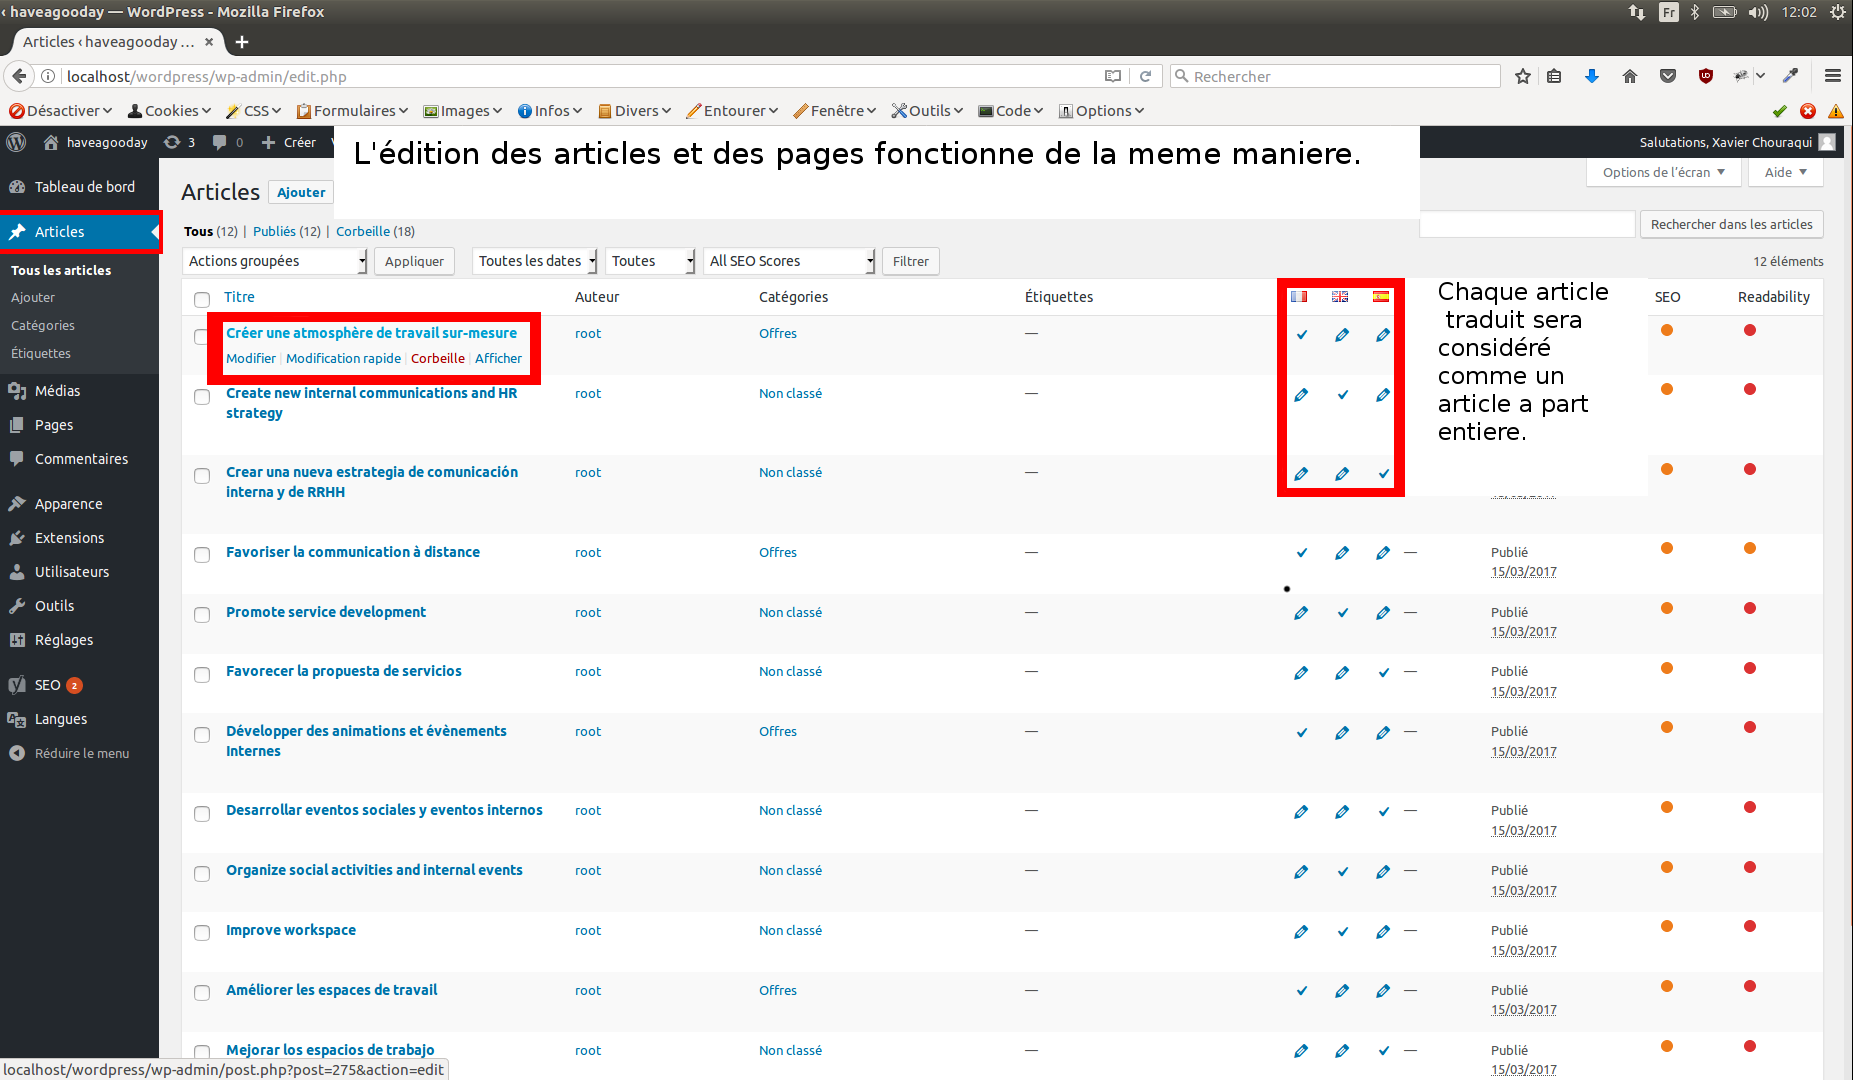 ‹ haveagooday — WordPress - Mozilla Firefox
Fr 12:02
Articles ‹ haveagooday ... × +
localhost/wordpress/wp-admin/edit.php
Rechercher
Désactiver Cookies CSS Formulaires Images Infos Divers Entourer Fenêtre Outils Code Options
haveagooday 3 0 + Créer
Salutations, Xavier Chouraqui
L'édition des articles et des pages fonctionne de la meme maniere.
Options de l'écran Aide
Tableau de bord
Articles
Tous les articles
Ajouter
Catégories
Étiquettes
Médias
Pages
Commentaires
Apparence
Extensions
Utilisateurs
Outils
Réglages
SEO 2
Langues
Réduire le menu
Articles Ajouter
Tous (12) | Publiés (12) | Corbeille (18)
Rechercher dans les articles
Actions groupées Appliquer Toutes les dates Toutes All SEO Scores Filtrer
12 éléments
Titre Auteur Catégories Étiquettes SEO Readability
Chaque article
traduit sera
considéré
comme un
article a part
entiere.
Créer une atmosphère de travail sur-mesure root Offres —
Modifier | Modification rapide | Corbeille | Afficher
Create new internal communications and HR root Non classé —
strategy
Crear una nueva estrategia de comunicación root Non classé —
interna y de RRHH
Favoriser la communication à distance root Offres — — Publié
15/03/2017
Promote service development root Non classé — — Publié
15/03/2017
Favorecer la propuesta de servicios root Non classé — — Publié
15/03/2017
Développer des animations et évènements root Offres — — Publié
Internes 15/03/2017
Desarrollar eventos sociales y eventos internos root Non classé — — Publié
15/03/2017
Organize social activities and internal events root Non classé — — Publié
15/03/2017
Improve workspace root Non classé — — Publié
15/03/2017
Améliorer les espaces de travail root Offres — — Publié
15/03/2017
Mejorar los espacios de trabajo root Non classé — — Publié
15/03/2017
localhost/wordpress/wp-admin/post.php?post=275&action=edit